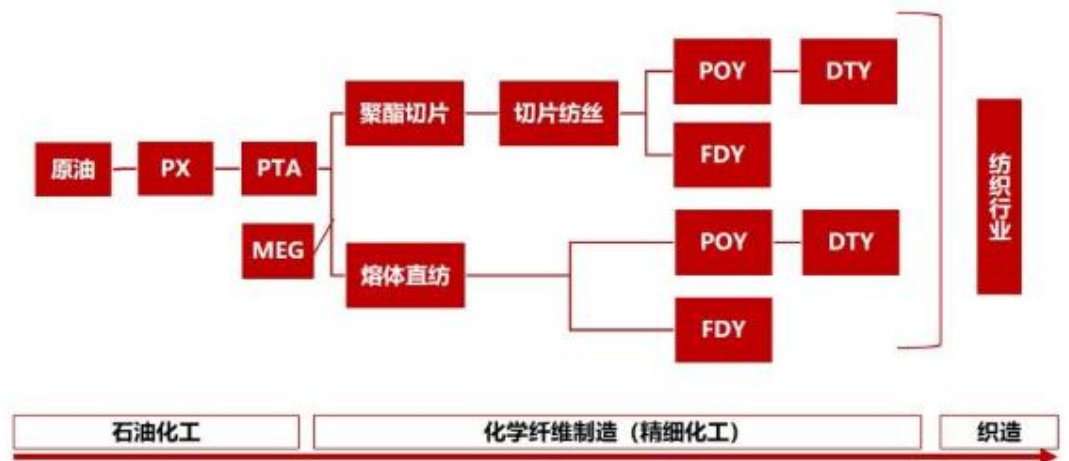 原油
PX
PTA
MEG
聚酯切片
切片纺丝
POY
DTY
FDY
熔体直纺
POY
DTY
FDY
纺织行业
石油化工
化学纤维制造（精细化工）
织造